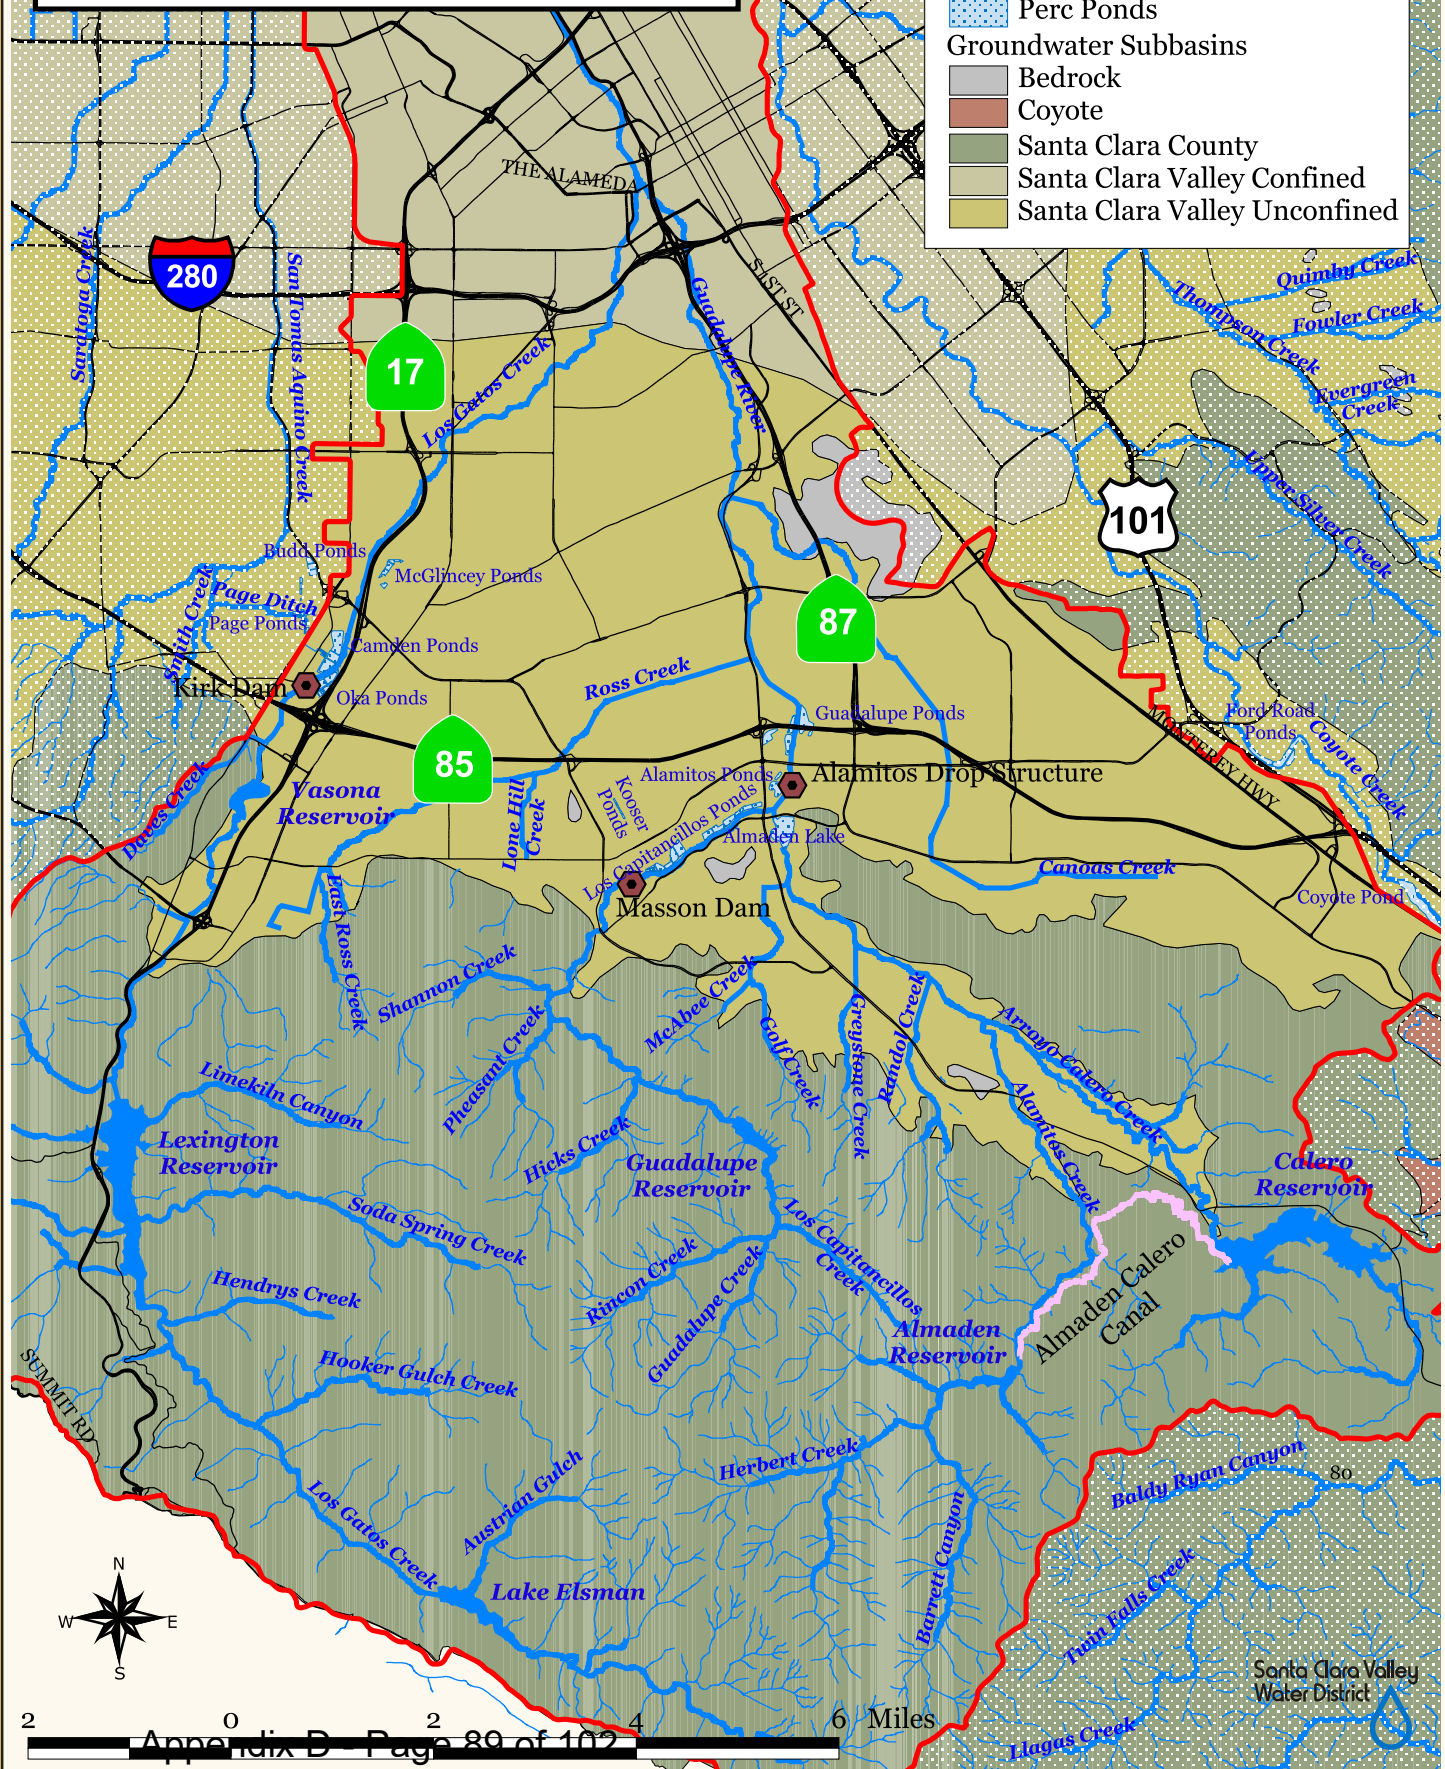 Perc Ponds
Groundwater Subbasins
Bedrock
Coyote
Santa Clara County
Santa Clara Valley Confined
Santa Clara Valley Unconfined
THE ALAMEDA
S 1ST ST
280
Saratoga Creek
San Tomas Aquino Creek
17
Los Gatos Creek
Guadalupe River
Quimby Creek
Thompson Creek
Fowler Creek
Evergreen
Creek
Upper Silver Creek
101
Budd Ponds
McGlincey Ponds
Page Ditch
Page Ponds
Smith Creek
Camden Ponds
87
Kirk Dam
Oka Ponds
Ross Creek
Guadalupe Ponds
MONTEREY HWY
Ford Road
Ponds
Coyote Creek
85
Alamitos Ponds
Alamitos Drop Structure
Vasona
Reservoir
Daves Creek
Lone Hill
Creek
Kooser
Ponds
Los Capitancillos Ponds
Almaden Lake
Canoas Creek
Coyote Pond
Masson Dam
East Ross Creek
Shannon Creek
McAbee Creek
Pheasant Creek
Golf Creek
Greystone Creek
Randol Creek
Arroyo Calero Creek
Alamitos Creek
Limekiln Canyon
Lexington
Reservoir
Hicks Creek
Guadalupe
Reservoir
Calero
Reservoir
Soda Spring Creek
Los Capitancillos
Creek
Rincon Creek
Guadalupe Creek
Almaden Calero
Canal
Hendrys Creek
Almaden
Reservoir
Hooker Gulch Creek
SUMMIT RD
Herbert Creek
Baldy Ryan Canyon
80
Los Gatos Creek
Austrian Gulch
Barrett Canyon
Lake Elsman
Twin Falls Creek
N
W E
S
Santa Clara Valley
Water District
Llagas Creek
2 0 2 4 6 Miles
Appendix D - Page 89 of 102